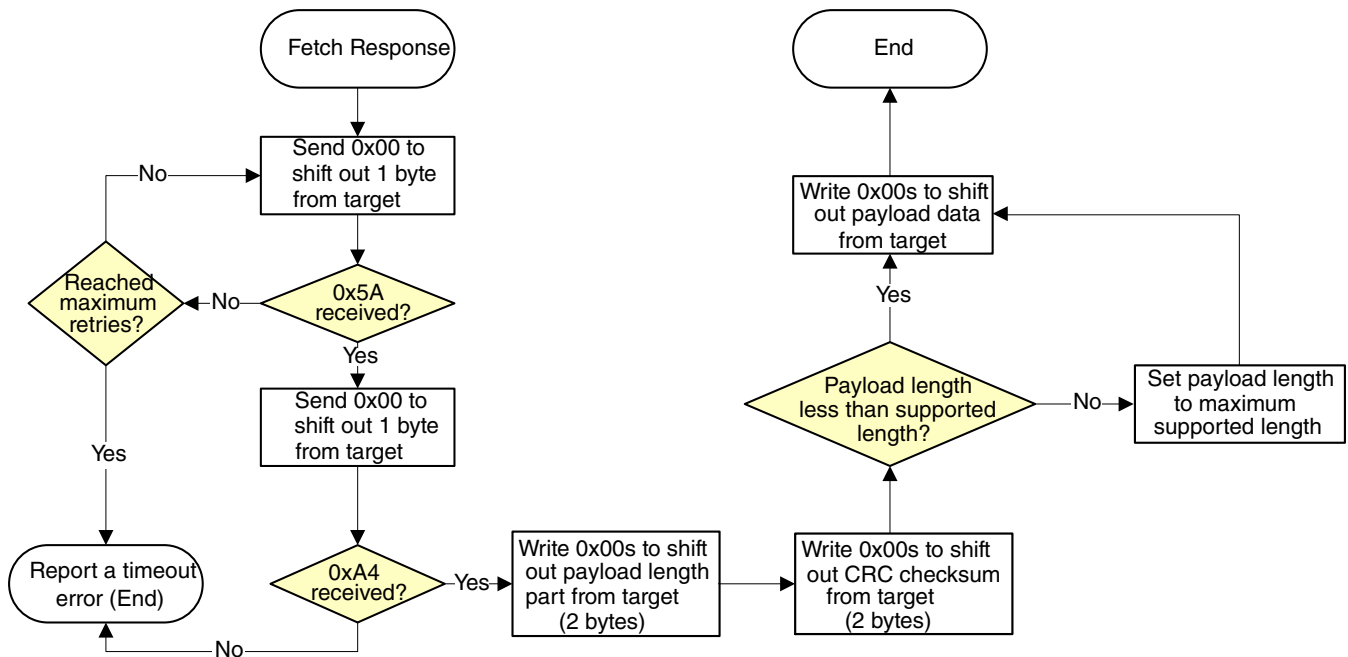 Fetch Response
Send 0x00 to
shift out 1 byte
from target
No
Reached
maximum
retries?
No
0x5A
received?
Yes
Send 0x00 to
shift out 1 byte
from target
Yes
Report a timeout
error (End)
0xA4
received?
No
Yes
Write 0x00s to shift
out payload length
part from target
(2 bytes)
Write 0x00s to shift
out CRC checksum
from target
(2 bytes)
Payload length
less than supported
length?
No
Set payload length
to maximum
supported length
Yes
Write 0x00s to shift
out payload data
from target
End